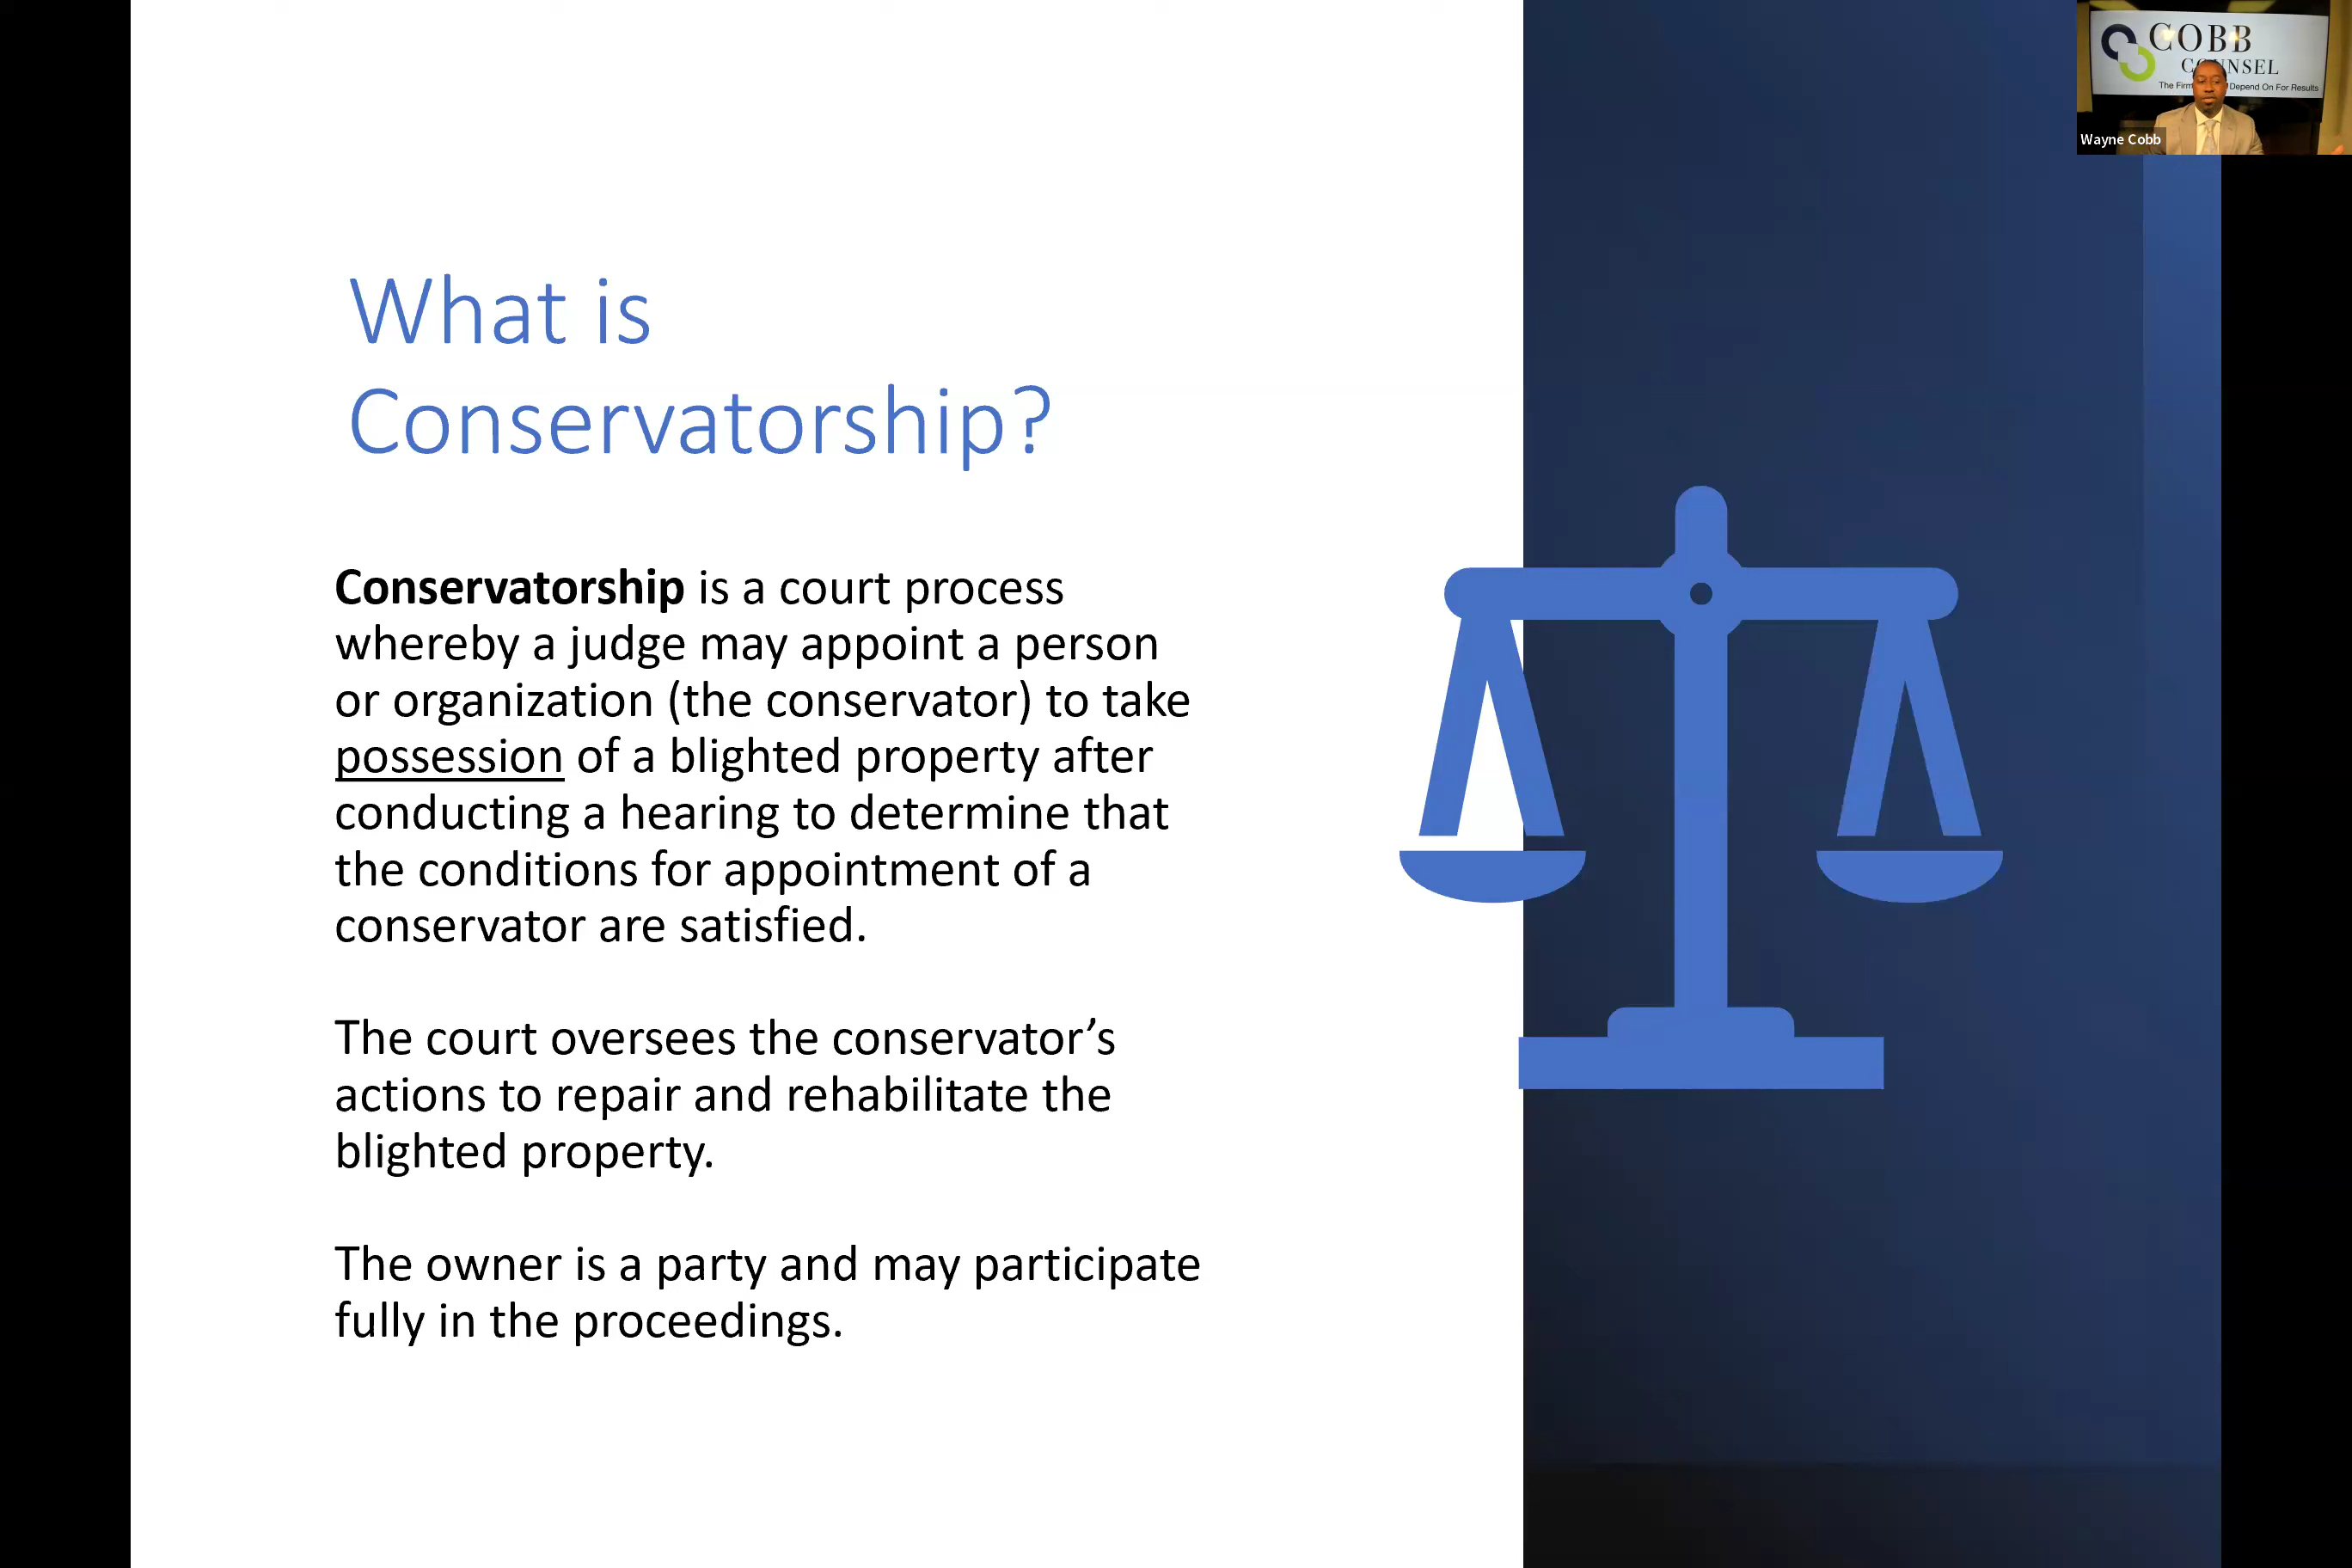 What is
Conservatorship?
Conservatorship is a court process
whereby a judge may appoint a person
or organization (the conservator) to take
possession of a blighted property after
conducting a hearing to determine that
the conditions for appointment of a
conservator are satisfied.
The court oversees the conservator’s
actions to repair and rehabilitate the
blighted property.
The owner is a party and may participate
fully in the proceedings.
COBB
COUNSEL
The Firm Depend On For Results
Wayne Cobb